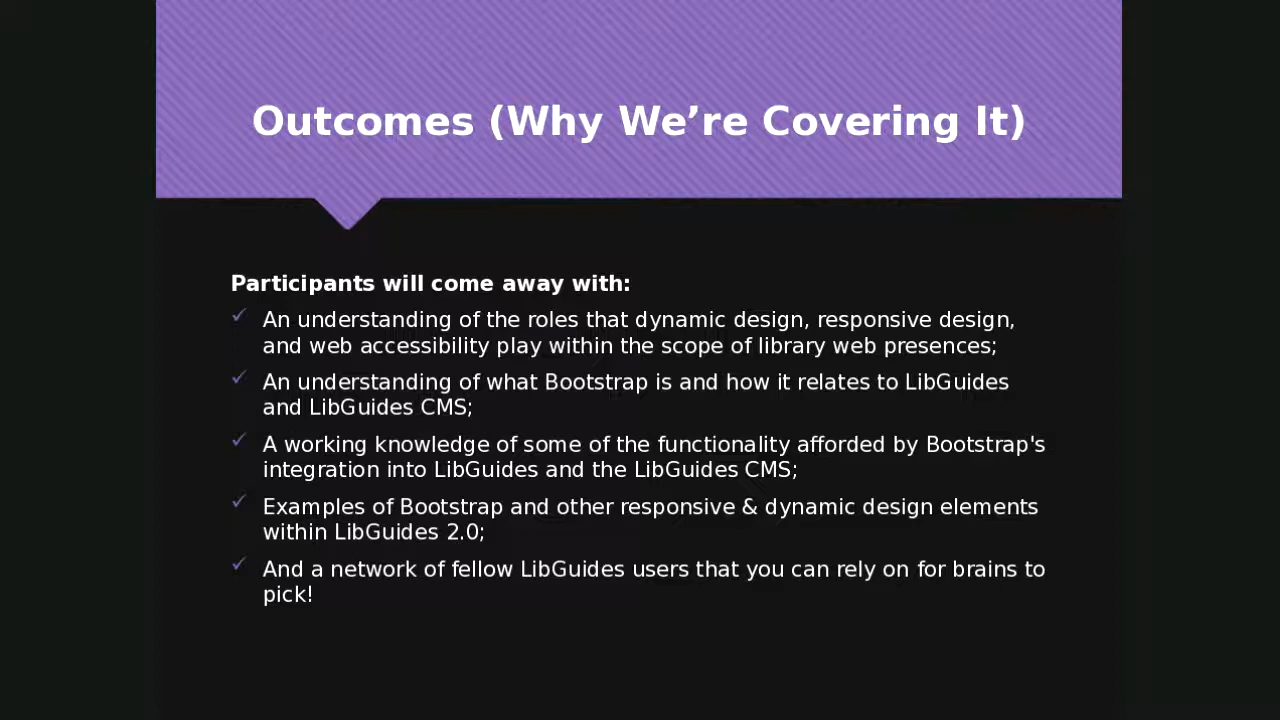 Outcomes (Why We’re Covering It)
Participants will come away with:
✓ An understanding of the roles that dynamic design, responsive design,
and web accessibility play within the scope of library web presences;
✓ An understanding of what Bootstrap is and how it relates to LibGuides
and LibGuides CMS;
✓ A working knowledge of some of the functionality afforded by Bootstrap's
integration into LibGuides and the LibGuides CMS;
✓ Examples of Bootstrap and other responsive & dynamic design elements
within LibGuides 2.0;
✓ And a network of fellow LibGuides users that you can rely on for brains to
pick!